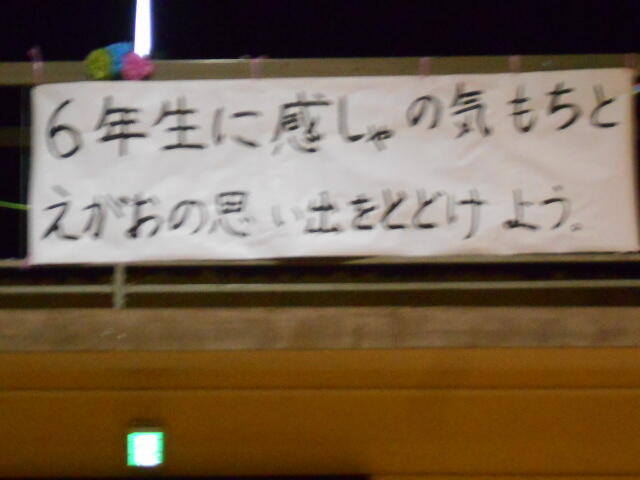 6年生に感しゃの気もちと
えがおの思い出をとどけよう。